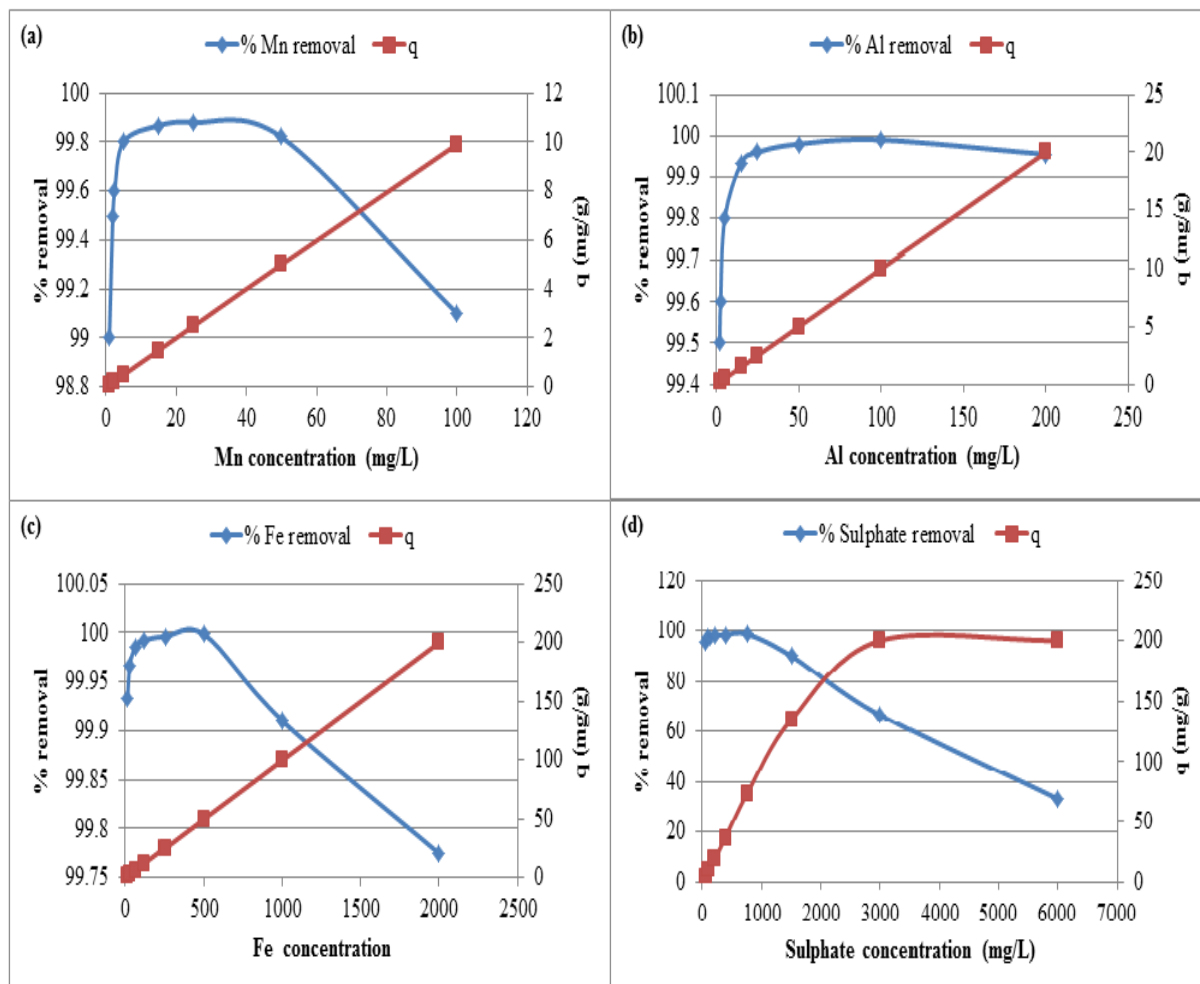 (a)
% Mn removal
q
% removal
100
99.8
99.6
99.4
99.2
99
98.8
12
10
8
6
4
2
0
q (mg/g)
0 20 40 60 80 100 120
Mn concentration (mg/L)
(b)
% Al removal
q
% removal
100.1
100
99.9
99.8
99.7
99.6
99.5
99.4
25
20
15
10
5
0
q (mg/g)
0 50 100 150 200 250
Al concentration (mg/L)
(c)
% Fe removal
q
% removal
100.05
100
99.95
99.9
99.85
99.8
99.75
250
200
150
100
50
0
q (mg/g)
0 500 1000 1500 2000 2500
Fe concentration
(d)
% Sulphate removal
q
% removal
120
100
80
60
40
20
0
250
200
150
100
50
0
q (mg/g)
0 1000 2000 3000 4000 5000 6000 7000
Sulphate concentration (mg/L)